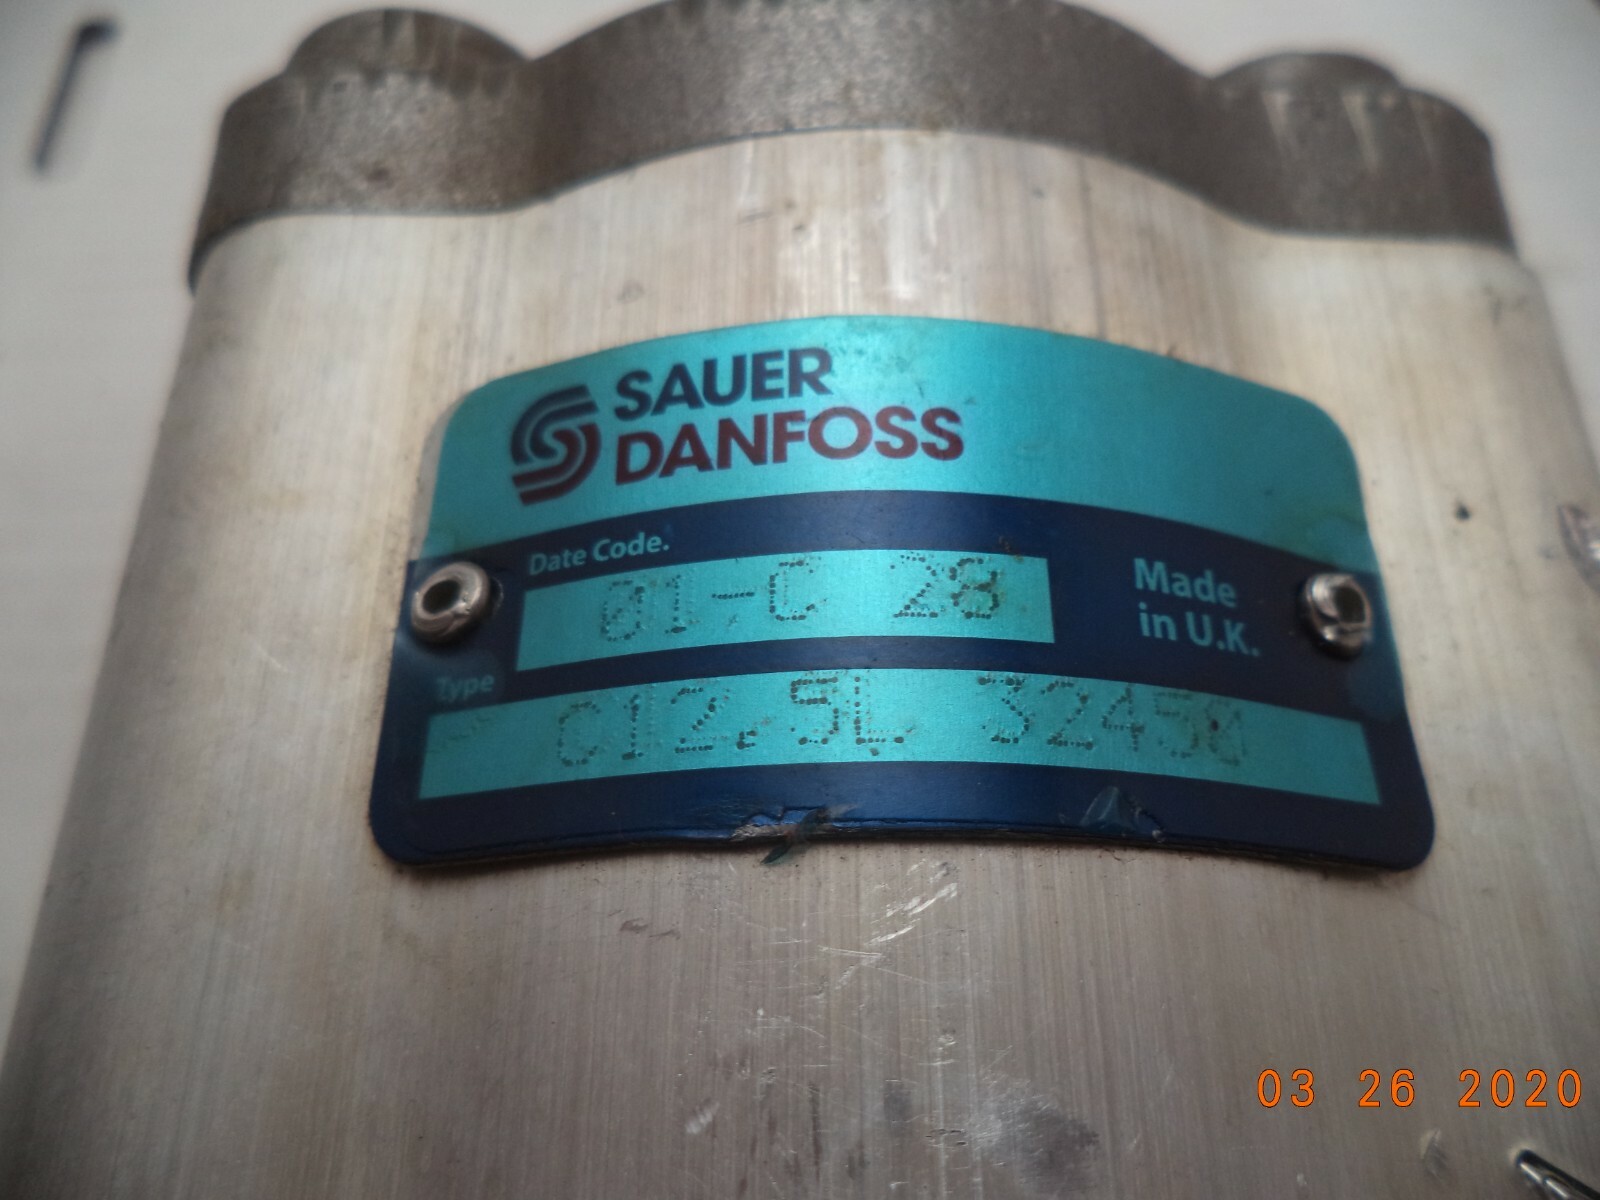 SAUER
DANFOSS
Date Code.
01-C 28
Made
in U.K.
Type
C12,5L 32450
03 26 2020